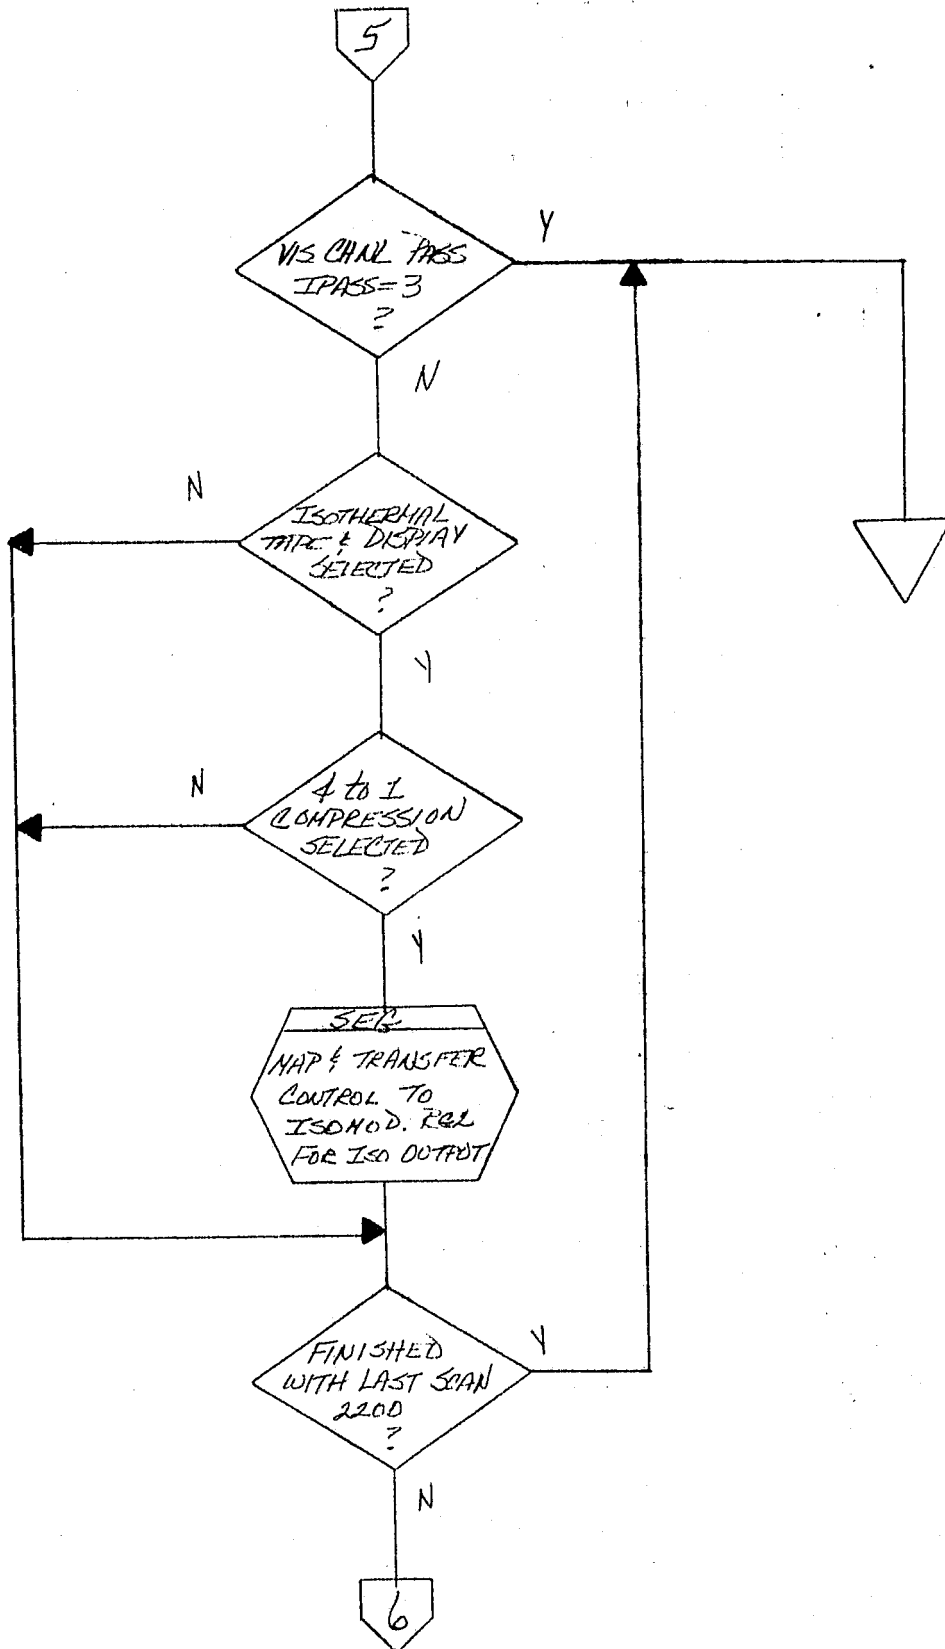 5
VIS CHNL PASS
IPASS=3
?
Y
N
ISOTHERMAL
TAPE & DISPLAY
SELECTED
?
N
Y
4 to 1
COMPRESSION
SELECTED
?
N
Y
SEG
MAP & TRANSFER
CONTROL TO
ISOMOD.
FOR ISO OUTPUT
FINISHED
WITH LAST SCAN
2200
?
Y
N
6